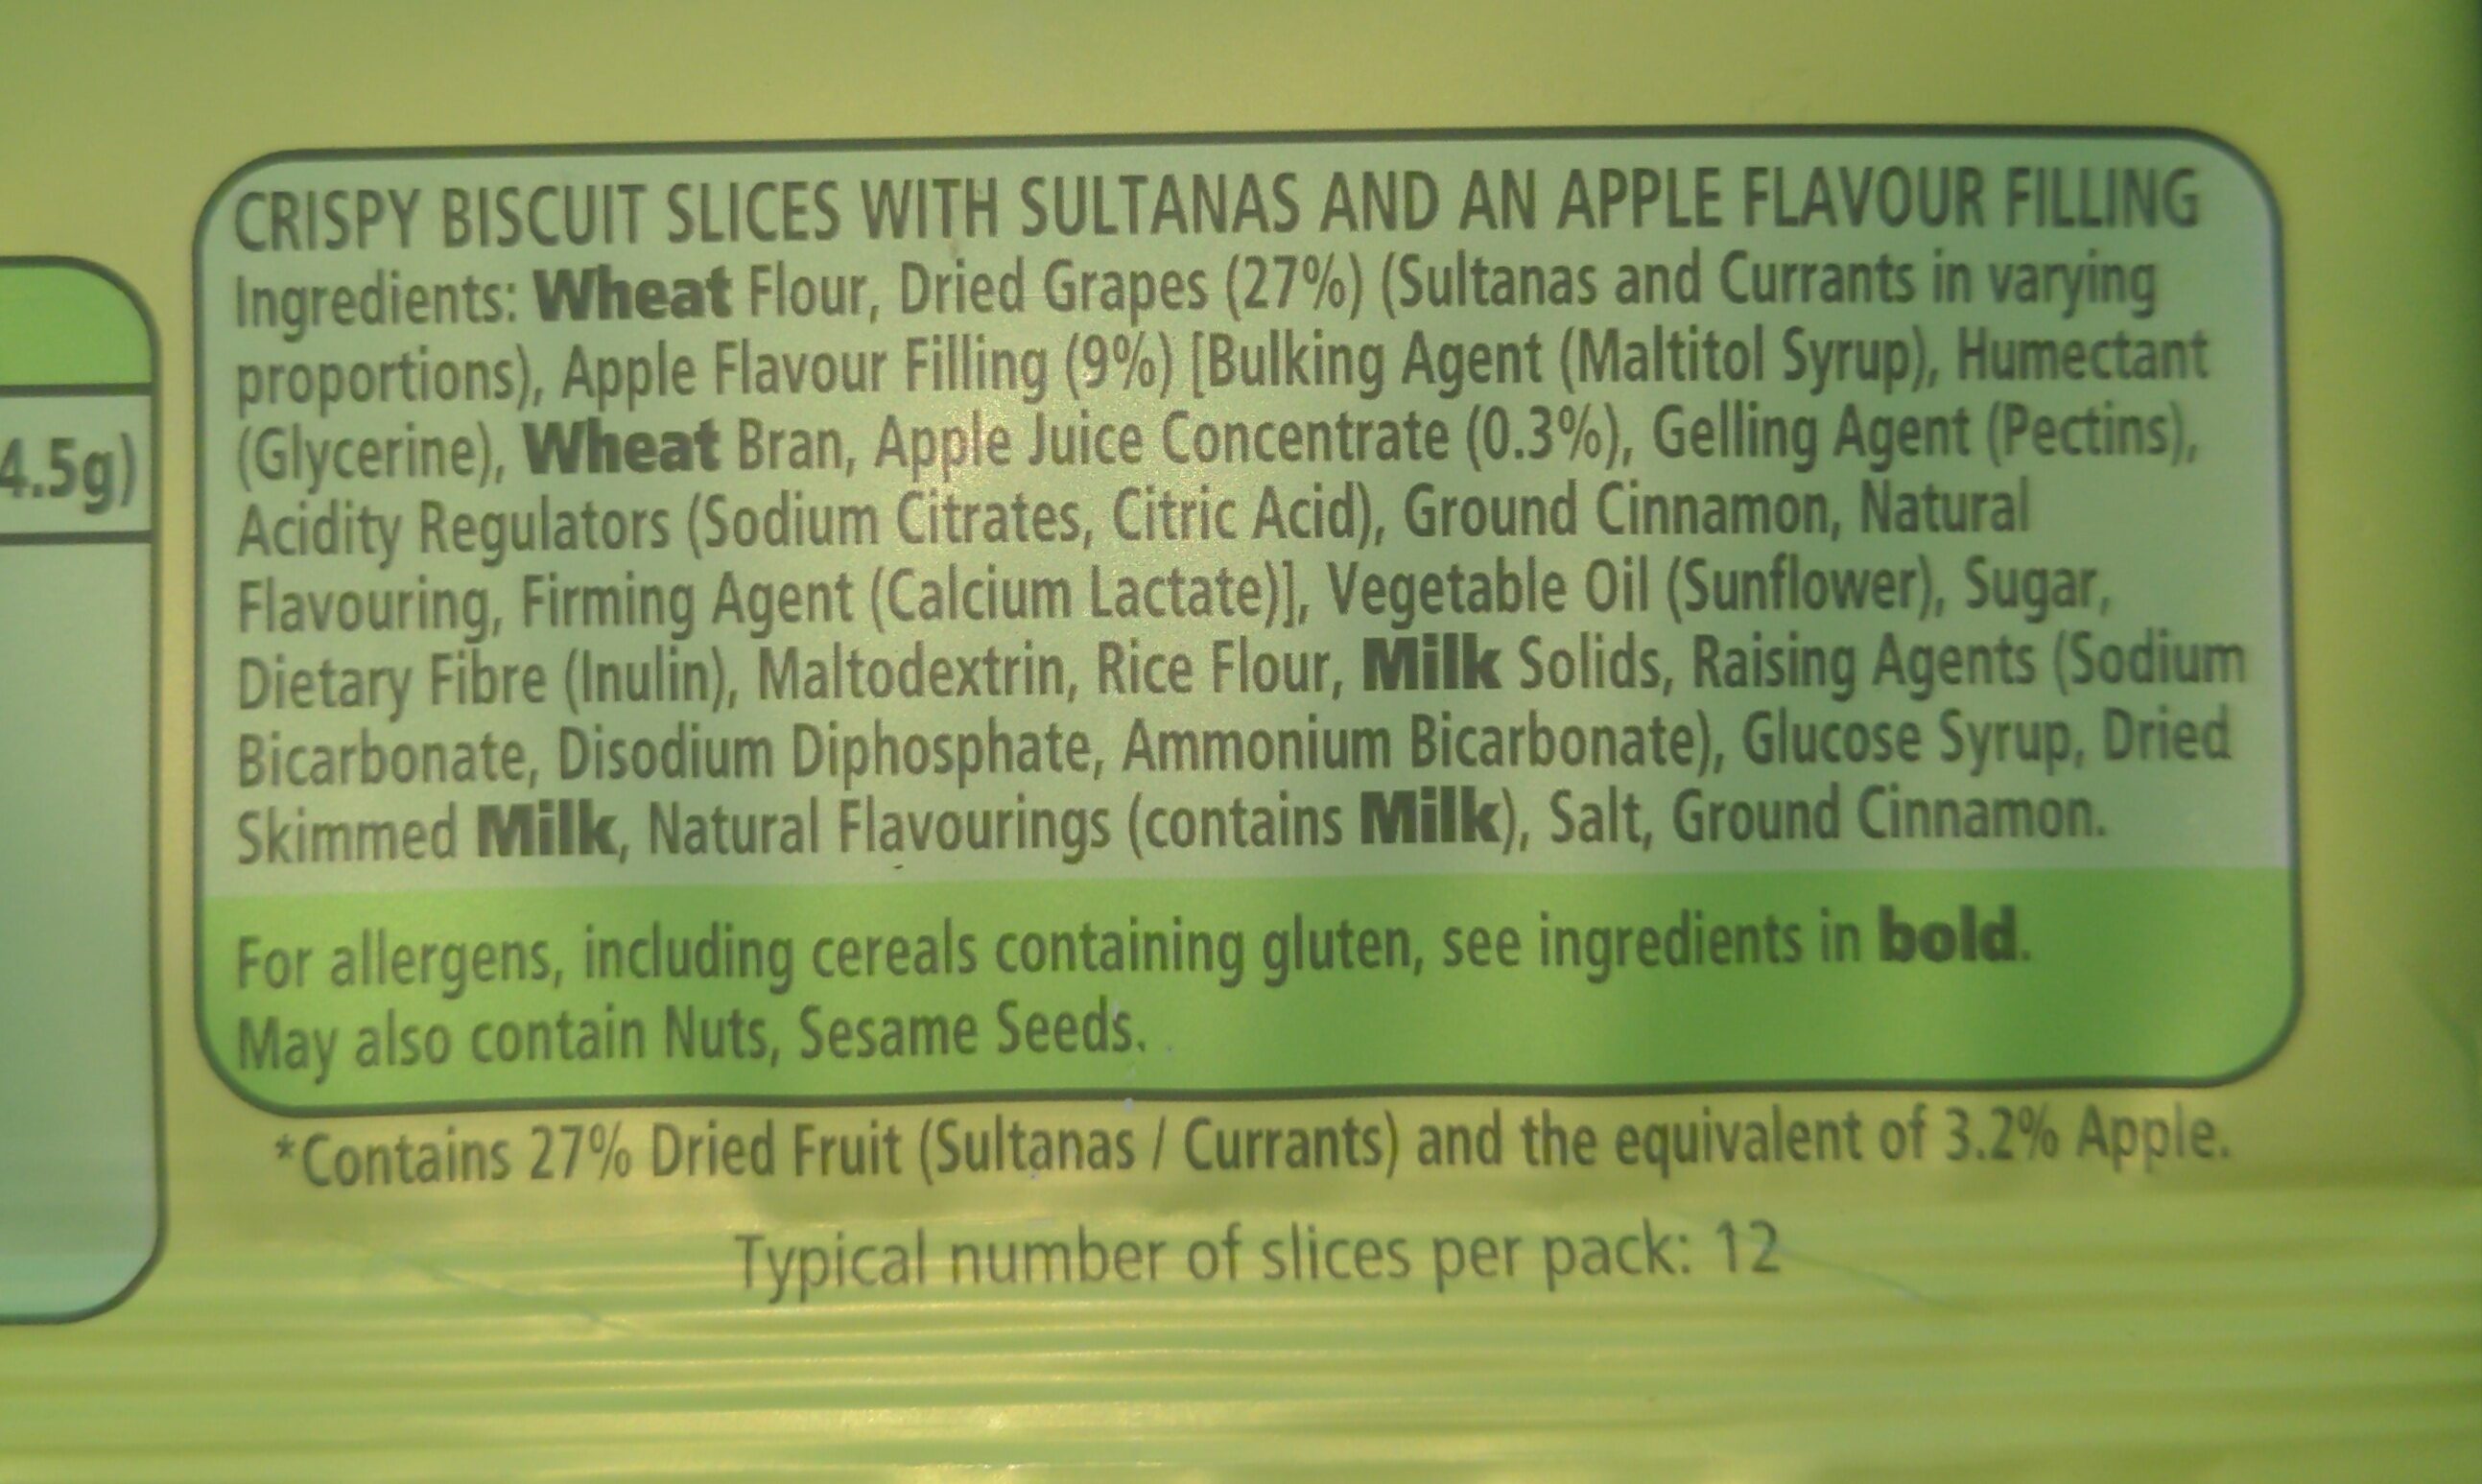 CRISPY BISCUIT SLICES WITH SULTANAS AND AN APPLE FLAVOUR FILLING
Ingredients: Wheat Flour, Dried Grapes (27%) (Sultanas and Currants in varying
proportions), Apple Flavour Filling (9%) [Bulking Agent (Maltitol Syrup), Humectant
(Glycerine), Wheat Bran, Apple Juice Concentrate (0.3%), Gelling Agent (Pectins),
Acidity Regulators (Sodium Citrates, Citric Acid), Ground Cinnamon, Natural
Flavouring, Firming Agent (Calcium Lactate)], Vegetable Oil (Sunflower), Sugar,
Dietary Fibre (Inulin), Maltodextrin, Rice Flour, Milk Solids, Raising Agents (Sodium
Bicarbonate, Disodium Diphosphate, Ammonium Bicarbonate), Glucose Syrup, Dried
Skimmed Milk, Natural Flavourings (contains Milk), Salt, Ground Cinnamon.
For allergens, including cereals containing gluten, see ingredients in bold.
May also contain Nuts, Sesame Seeds.
*Contains 27% Dried Fruit (Sultanas / Currants) and the equivalent of 3.2% Apple.
Typical number of slices per pack: 12
4.5g)